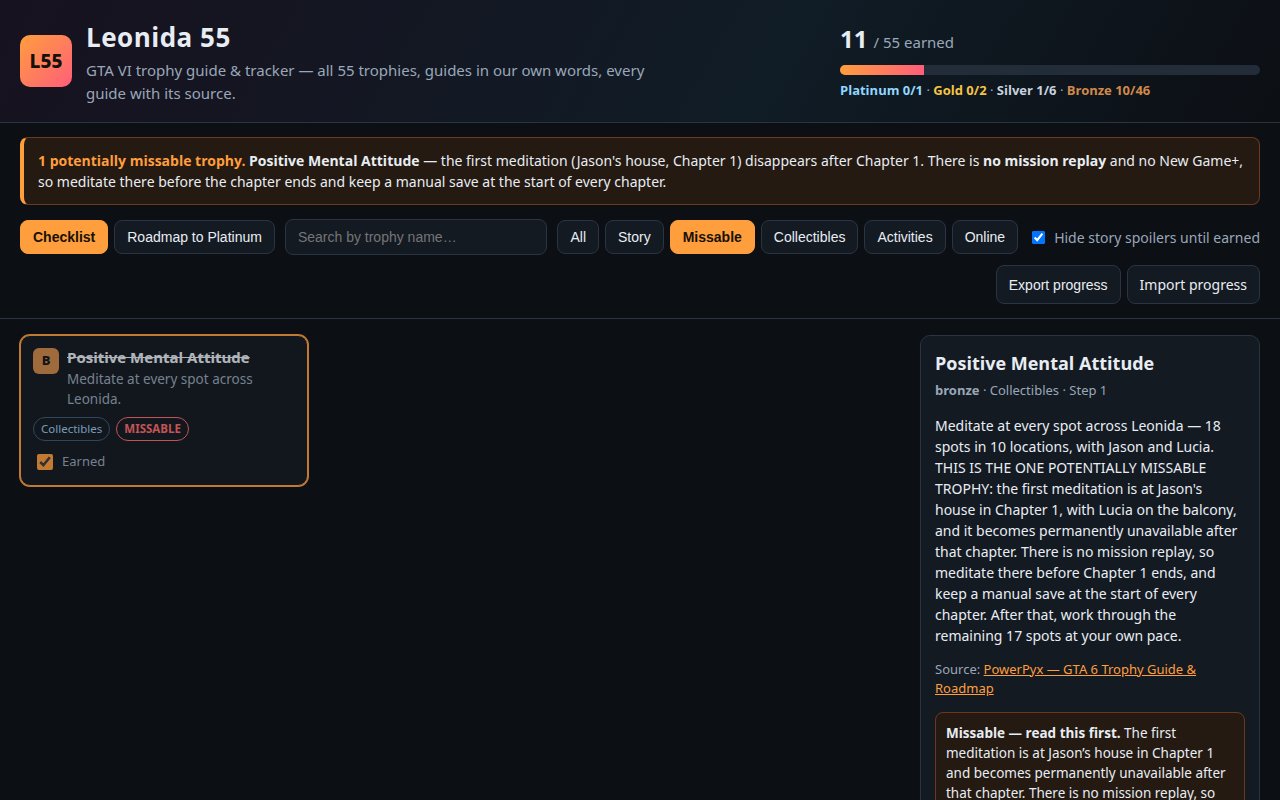 L55
Leonida 55
GTA VI trophy guide & tracker — all 55 trophies, guides in our own words, every
guide with its source.
11 / 55 earned
Platinum 0/1 · Gold 0/2 · Silver 1/6 · Bronze 10/46
1 potentially missable trophy. Positive Mental Attitude — the first meditation (Jason's house, Chapter 1) disappears after Chapter 1. There is no mission replay and no New Game+,
so meditate there before the chapter ends and keep a manual save at the start of every chapter.
Checklist Roadmap to Platinum Search by trophy name… All Story Missable Collectibles Activities Online Hide story spoilers until earned
Export progress Import progress
B Positive Mental Attitude
Meditate at every spot across
Leonida.
Collectibles MISSABLE
Earned
Positive Mental Attitude
bronze · Collectibles · Step 1
Meditate at every spot across Leonida — 18
spots in 10 locations, with Jason and Lucia.
THIS IS THE ONE POTENTIALLY MISSABLE
TROPHY: the first meditation is at Jason's
house in Chapter 1, with Lucia on the balcony,
and it becomes permanently unavailable after
that chapter. There is no mission replay, so
meditate there before Chapter 1 ends, and
keep a manual save at the start of every
chapter. After that, work through the
remaining 17 spots at your own pace.
Source: PowerPyx — GTA 6 Trophy Guide &
Roadmap
Missable — read this first. The first
meditation is at Jason’s house in Chapter 1
and becomes permanently unavailable after
that chapter. There is no mission replay, so